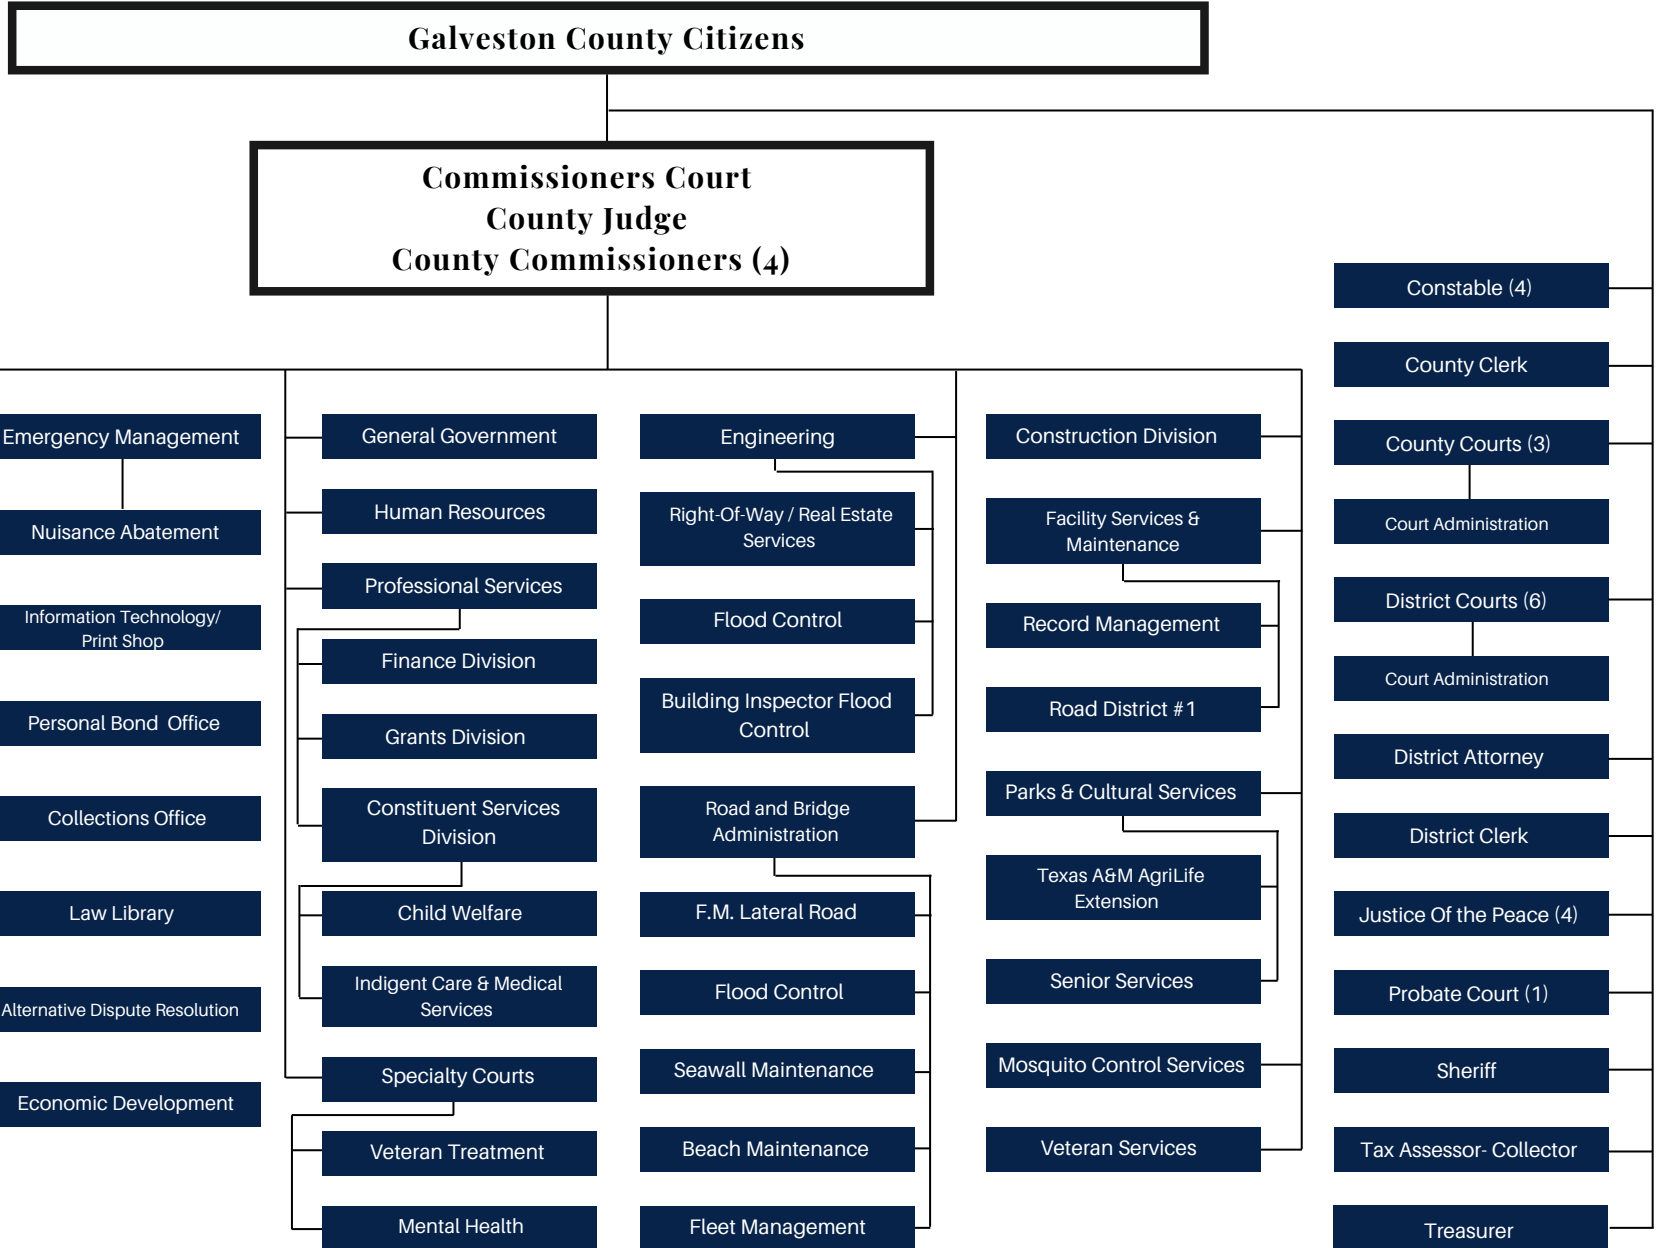 Galveston County Citizens
Commissioners Court
County Judge
County Commissioners (4)
Emergency Management
Nuisance Abatement
Information Technology/
Print Shop
Personal Bond Office
Collections Office
Law Library
Alternative Dispute Resolution
Economic Development
General Government
Human Resources
Professional Services
Finance Division
Grants Division
Constituent Services
Division
Child Welfare
Indigent Care & Medical
Services
Specialty Courts
Veteran Treatment
Mental Health
Engineering
Right-Of-Way / Real Estate
Services
Flood Control
Building Inspector Flood
Control
Road and Bridge
Administration
F.M. Lateral Road
Flood Control
Seawall Maintenance
Beach Maintenance
Fleet Management
Construction Division
Facility Services &
Maintenance
Record Management
Road District #1
Parks & Cultural Services
Texas A&M AgriLife
Extension
Senior Services
Mosquito Control Services
Veteran Services
Constable (4)
County Clerk
County Courts (3)
Court Administration
District Courts (6)
Court Administration
District Attorney
District Clerk
Justice Of the Peace (4)
Probate Court (1)
Sheriff
Tax Assessor- Collector
Treasurer